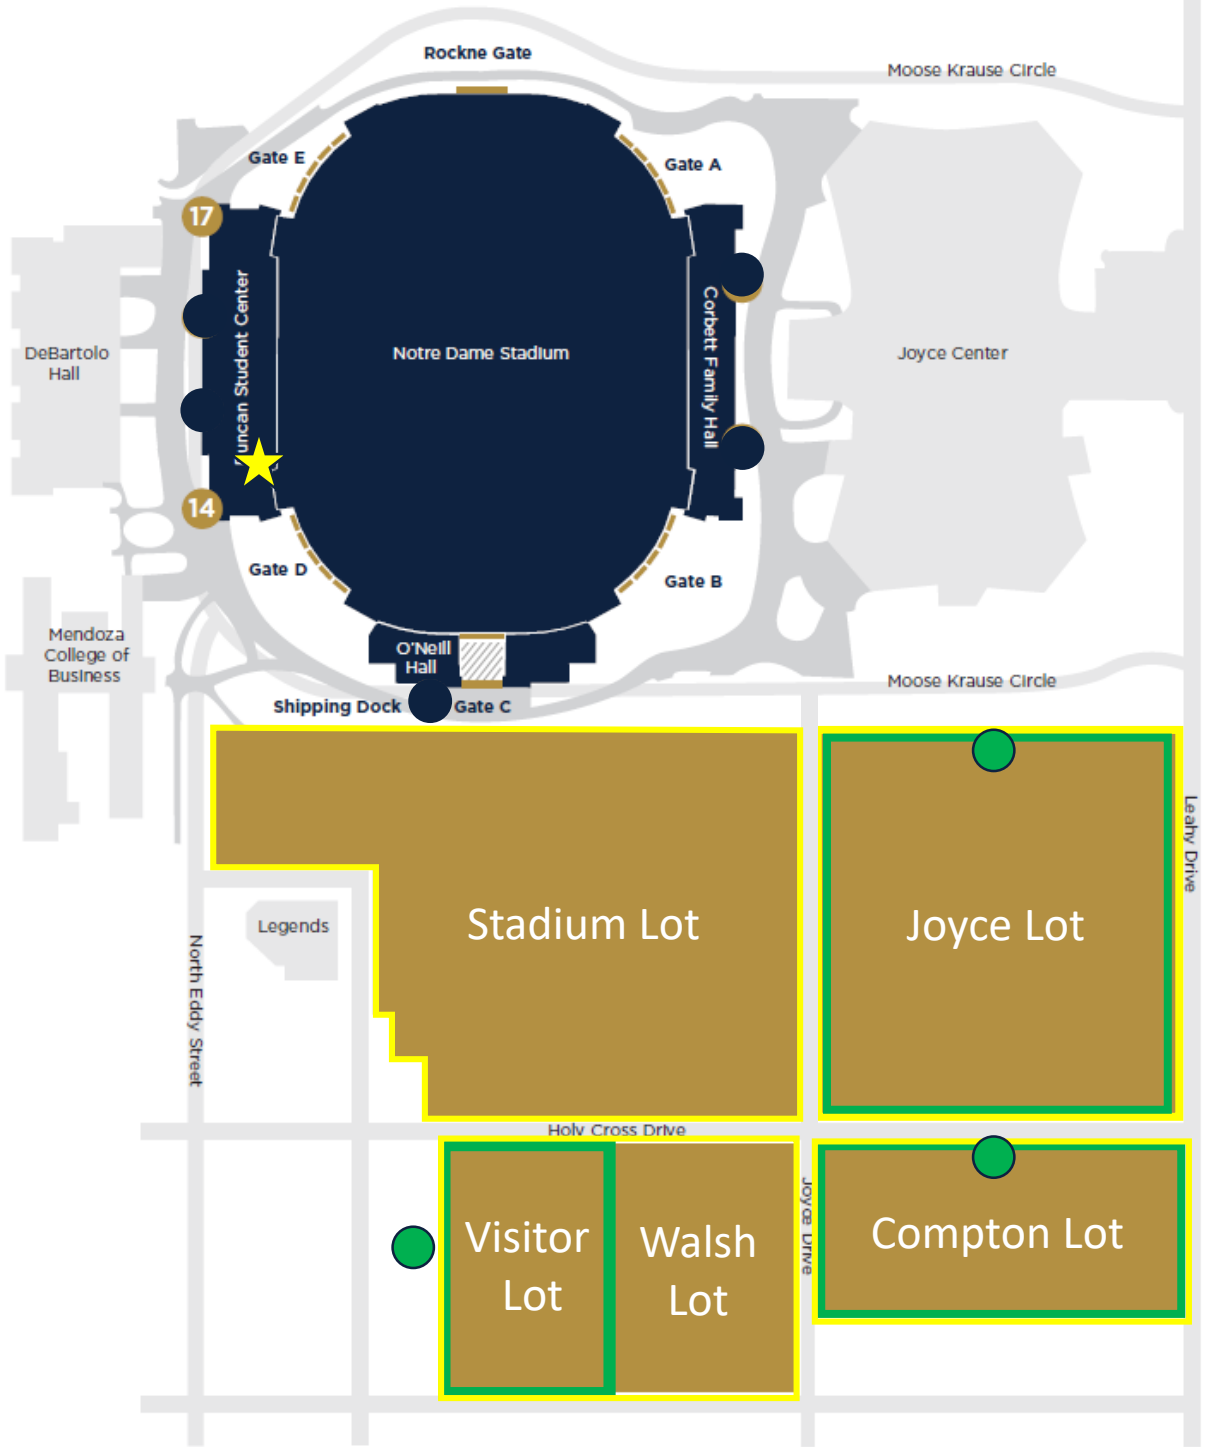 Rockne Gate
Moose Krause Circle
Gate E
Gate A
17
Duncan Student Center
Corbett Family Hall
DeBartolo
Hall
Notre Dame Stadium
Joyce Center
14
Gate D
Gate B
Mendoza
College of
Business
O'Neill
Hall
Moose Krause Circle
Shipping Dock
Gate C
Leahy Drive
Stadium Lot
Joyce Lot
Legends
North Eddy Street
Holy Cross Drive
Joyce Drive
Visitor
Lot
Walsh
Lot
Compton Lot